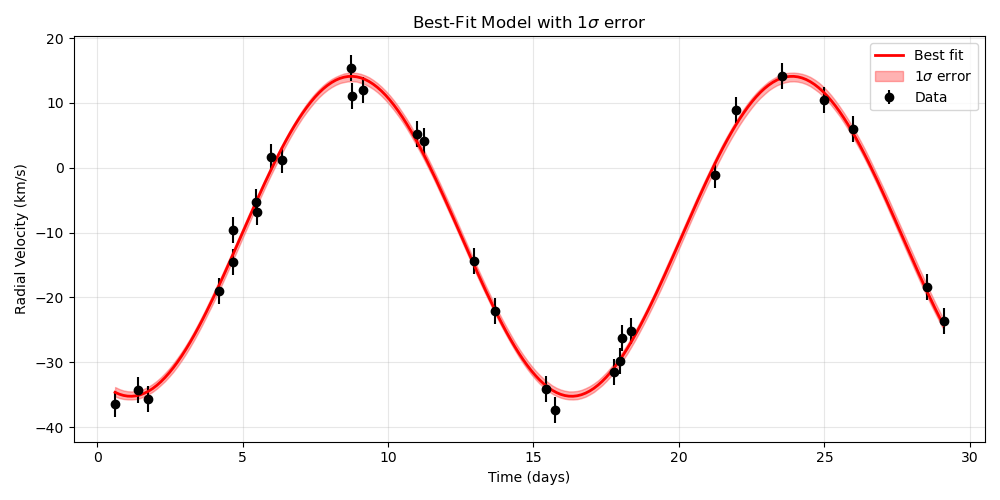 Best-Fit Model with 1σ error
Best fit
1σ error
Data
Radial Velocity (km/s)
20
10
0
−10
−20
−30
−40
0 5 10 15 20 25 30
Time (days)